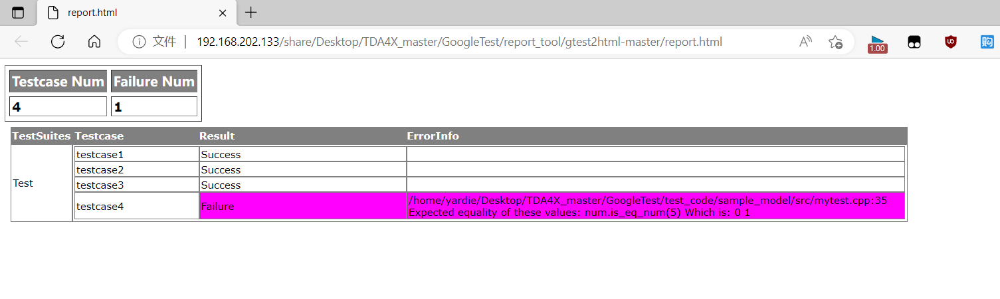 report.html
文件 192.168.202.133/share/Desktop/TDA4X_master/GoogleTest/report_tool/gtest2html-master/report.html
1.00
购
Testcase Num Failure Num
4 1
TestSuites Testcase Result ErrorInfo
Test
testcase1 Success
testcase2 Success
testcase3 Success
testcase4 Failure /home/yardie/Desktop/TDA4X_master/GoogleTest/test_code/sample_model/src/mytest.cpp:35
Expected equality of these values: num.is_eq_num(5) Which is: 0 1